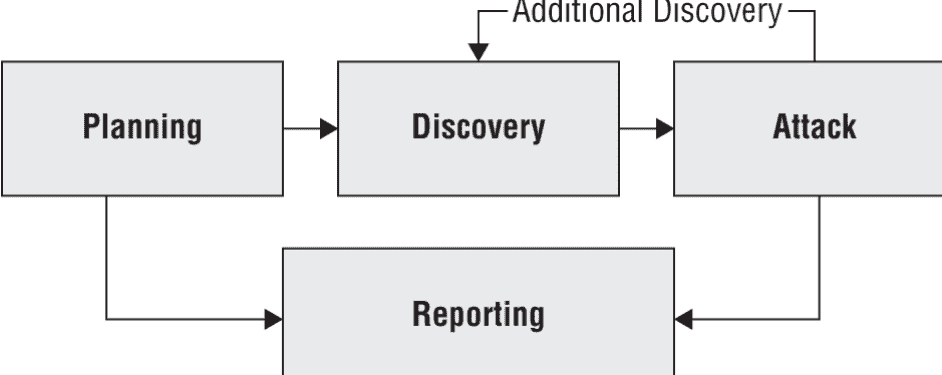 Additional Discovery
Planning
Discovery
Attack
Reporting